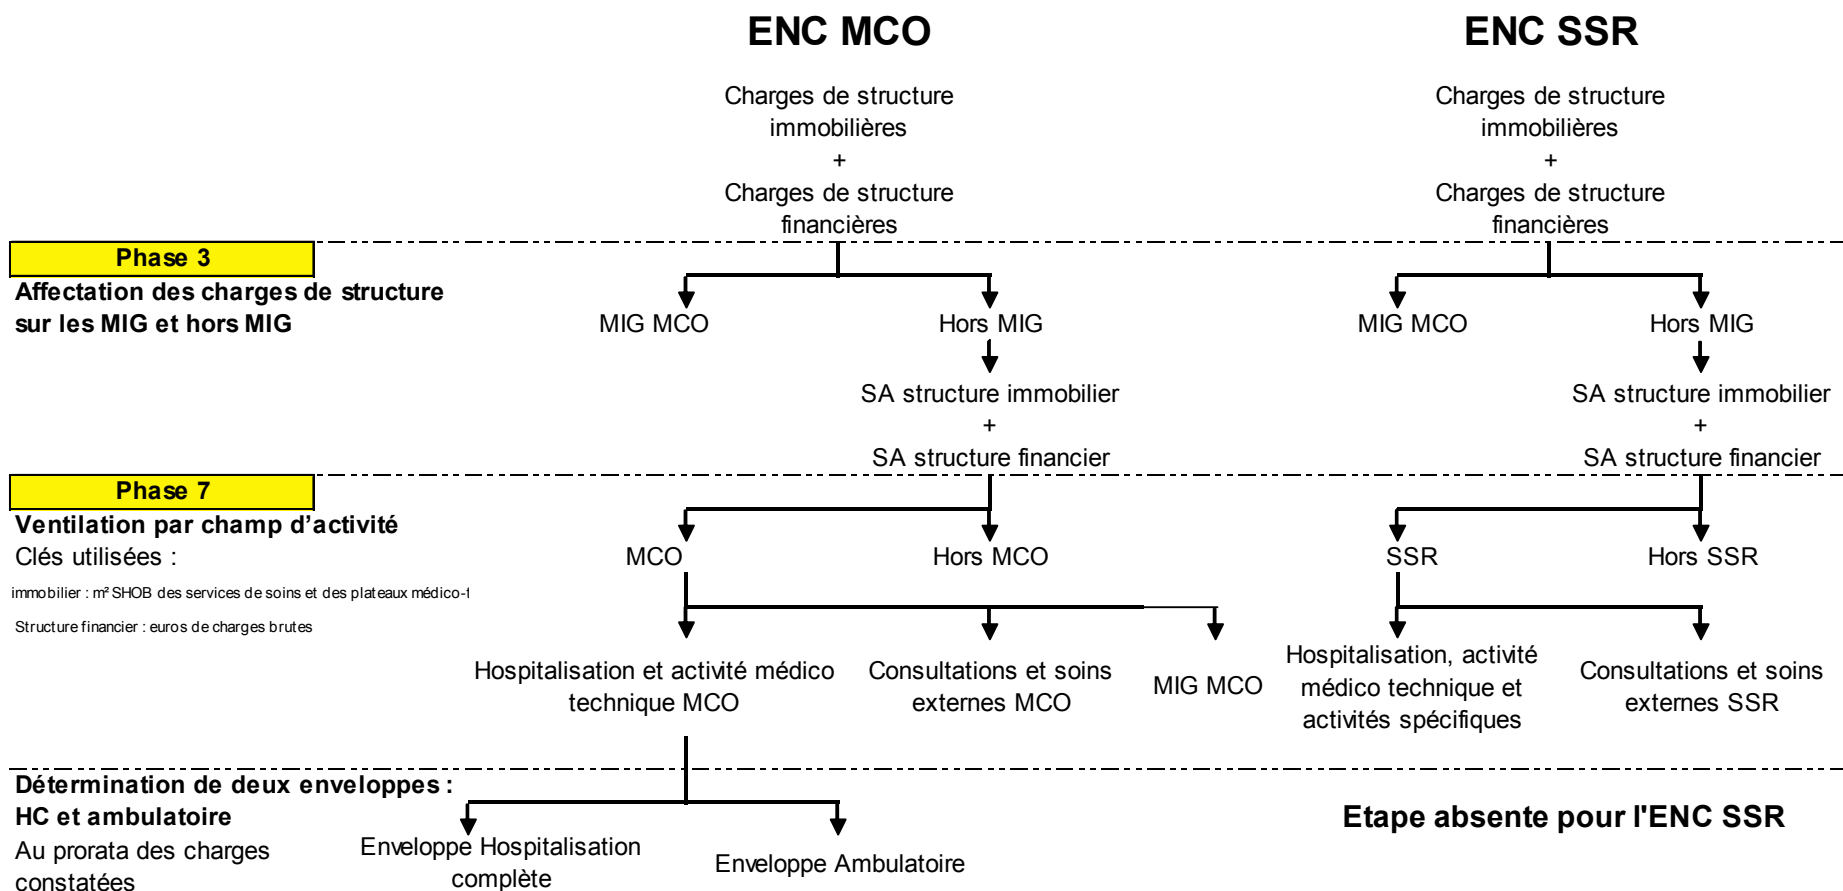 ENC MCO
ENC SSR
Charges de structure
immobilières
+
Charges de structure
financières
Charges de structure
immobilières
+
Charges de structure
financières
Phase 3
Affectation des charges de structure
sur les MIG et hors MIG
MIG MCO
Hors MIG
MIG MCO
Hors MIG
SA structure immobilier
+
SA structure financier
SA structure immobilier
+
SA structure financier
Phase 7
Ventilation par champ d’activité
Clés utilisées :
immobilier : m² SHOB des services de soins et des plateaux médico-
Structure financier : euros de charges brutes
MCO
Hors MCO
SSR
Hors SSR
Hospitalisation et activité médico
technique MCO
Consultations et soins
externes MCO
MIG MCO
Hospitalisation, activité
médico technique et
activités spécifiques
Consultations et soins
externes SSR
Détermination de deux enveloppes :
HC et ambulatoire
Au prorata des charges
constatées
Enveloppe Hospitalisation
complète
Enveloppe Ambulatoire
Etape absente pour l'ENC SSR